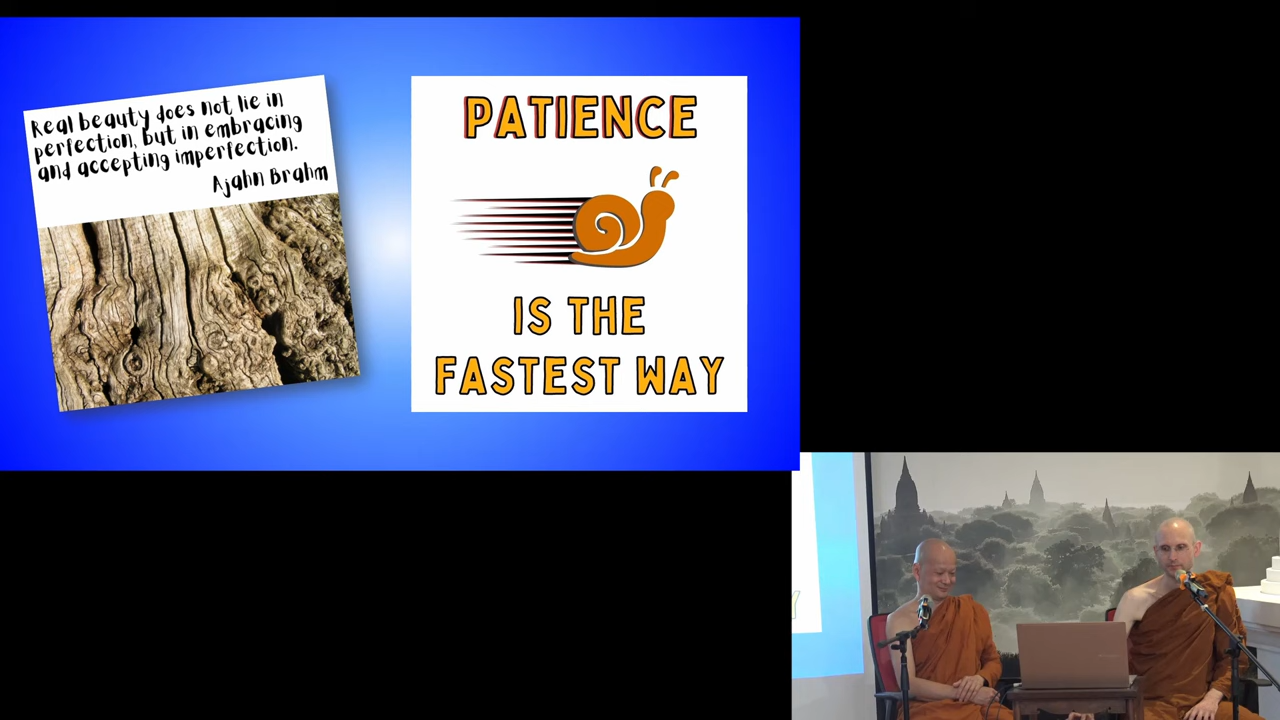 Real beauty does not lie in
perfection, but in embracing
and accepting imperfection.
Ajahn Brahm
PATIENCE
IS THE
FASTEST WAY
Y